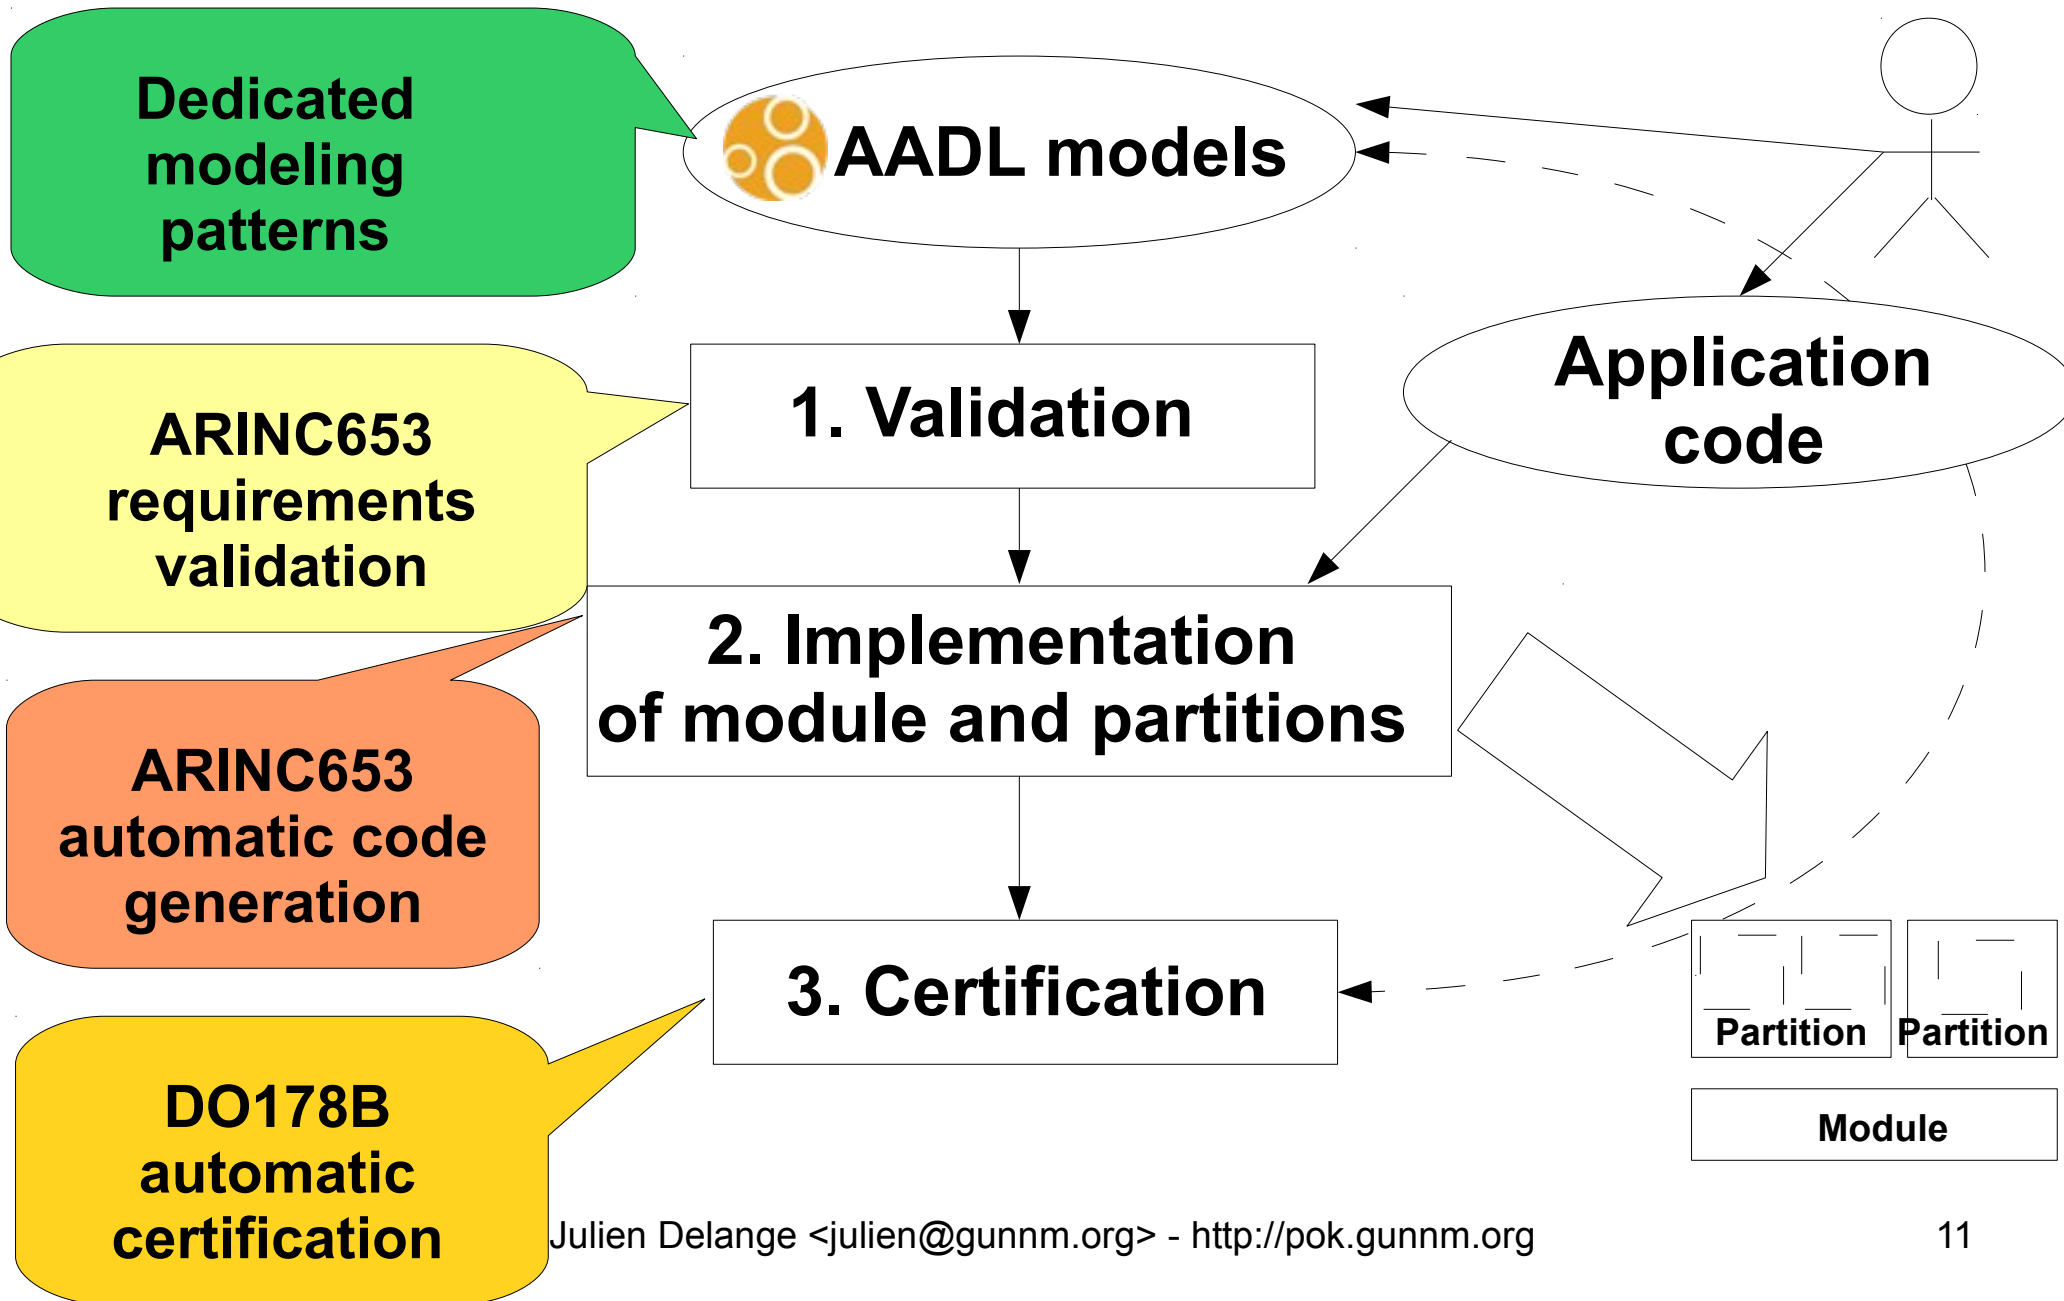 Dedicated
modeling
patterns
AADL models
1. Validation
Application
code
ARINC653
requirements
validation
2. Implementation
of module and partitions
ARINC653
automatic code
generation
3. Certification
Partition
Partition
Module
DO178B
automatic
certification
Julien Delange <julien@gunnm.org> - http://pok.gunnm.org
11